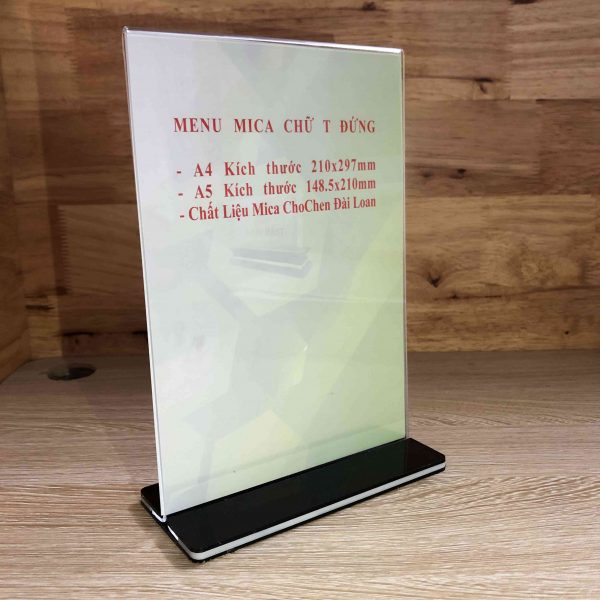 MENU MICA CHỮ T ĐỨNG
- A4 Kích thước 210x297mm
- A5 Kích thước 148.5x210mm
- Chất Liệu Mica ChoChen Đài Loan